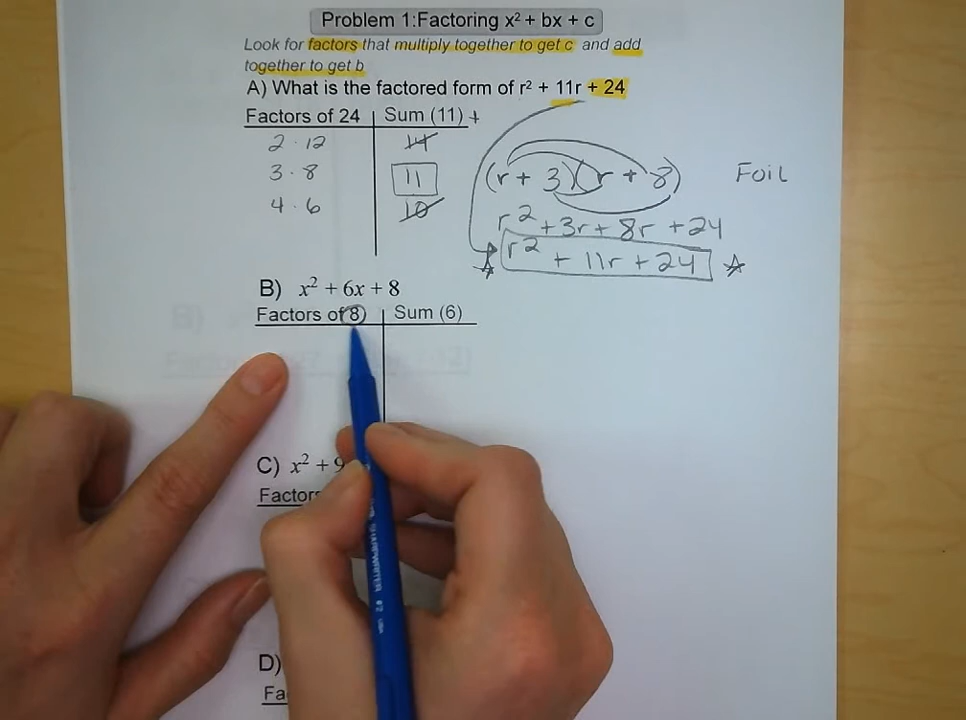 Problem 1:Factoring x² + bx + c
Look for factors that multiply together to get c and add
together to get b
A) What is the factored form of r² + 11r + 24
Factors of 24 Sum (11) +
2 · 12 14
3 · 8 11
4 · 6 10
(r + 3)(r + 8) FOIL
r² + 3r + 8r + 24
r² + 11r + 24
B) x² + 6x + 8
Factors of 8 Sum (6)
C) x² + 9
Factors
D)
Fa